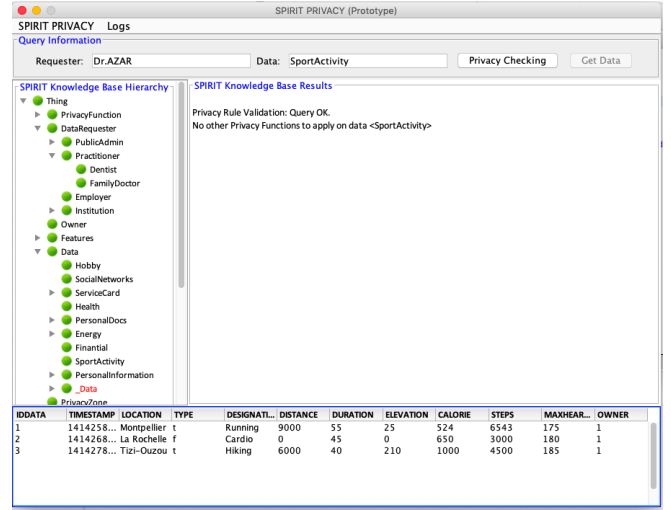 SPIRIT PRIVACY (Prototype)
SPIRIT PRIVACY Logs
Query Information
Requester: Dr.AZAR Data: SportActivity Privacy Checking Get Data
SPIRIT Knowledge Base Hierarchy
Thing
PrivacyFunction
DataRequester
PublicAdmin
Practitioner
Dentist
FamilyDoctor
Employer
Institution
Owner
Features
Data
Hobby
SocialNetworks
ServiceCard
Health
PersonalDocs
Energy
Finantial
SportActivity
PersonalInformation
_Data
PrivacyZone
SPIRIT Knowledge Base Results
Privacy Rule Validation: Query OK.
No other Privacy Functions to apply on data <SportActivity>
IDDATA TIMESTAMP LOCATION TYPE DESIGNATI... DISTANCE DURATION ELEVATION CALORIE STEPS MAXHEAR... OWNER
1 1414258... Montpellier t Running 9000 55 25 524 6543 175 1
2 1414268... La Rochelle f Cardio 0 45 0 650 3000 180 1
3 1414278... Tizi-Ouzou t Hiking 6000 40 210 1000 4500 185 1